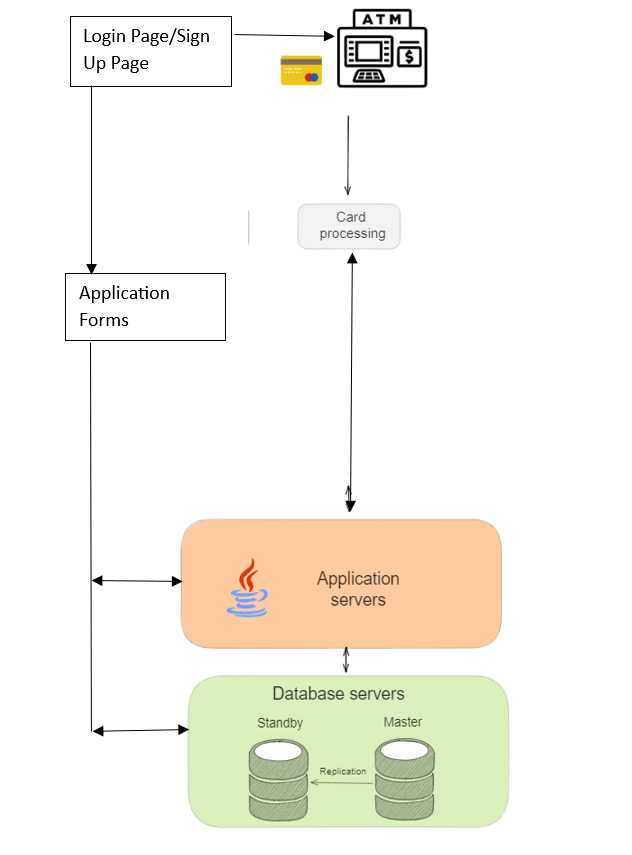 Login Page/Sign
Up Page
ATM
$
Card
processing
Application
Forms
Application
servers
Database servers
Standby
Master
Replication